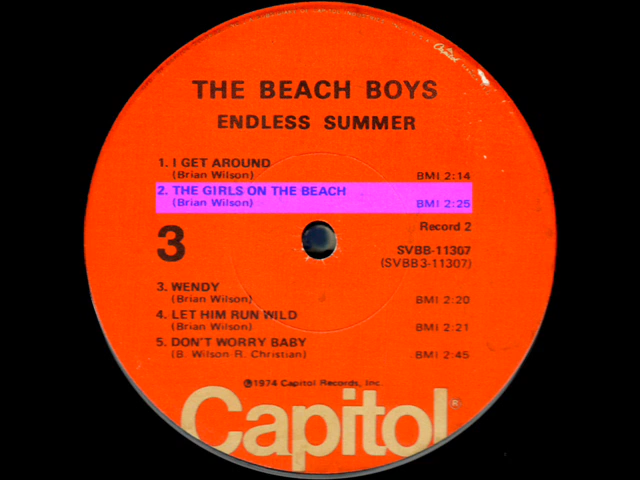 Capitol
THE BEACH BOYS
ENDLESS SUMMER
1. I GET AROUND
(Brian Wilson) BMI 2:14
2. THE GIRLS ON THE BEACH
(Brian Wilson) BMI 2:25
3
Record 2
SVBB-11307
(SVBB3-11307)
3. WENDY
(Brian Wilson) BMI 2:20
4. LET HIM RUN WILD
(Brian Wilson) BMI 2:21
5. DON'T WORRY BABY
(B. Wilson R. Christian) BMI 2:45
℗1974 Capitol Records, Inc.
Capitol®